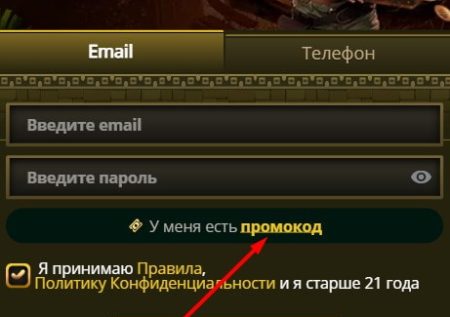 Email
Телефон
Введите email
Введите пароль
У меня есть промокод
Я принимаю Правила,
Политику Конфиденциальности и я старше 21 года